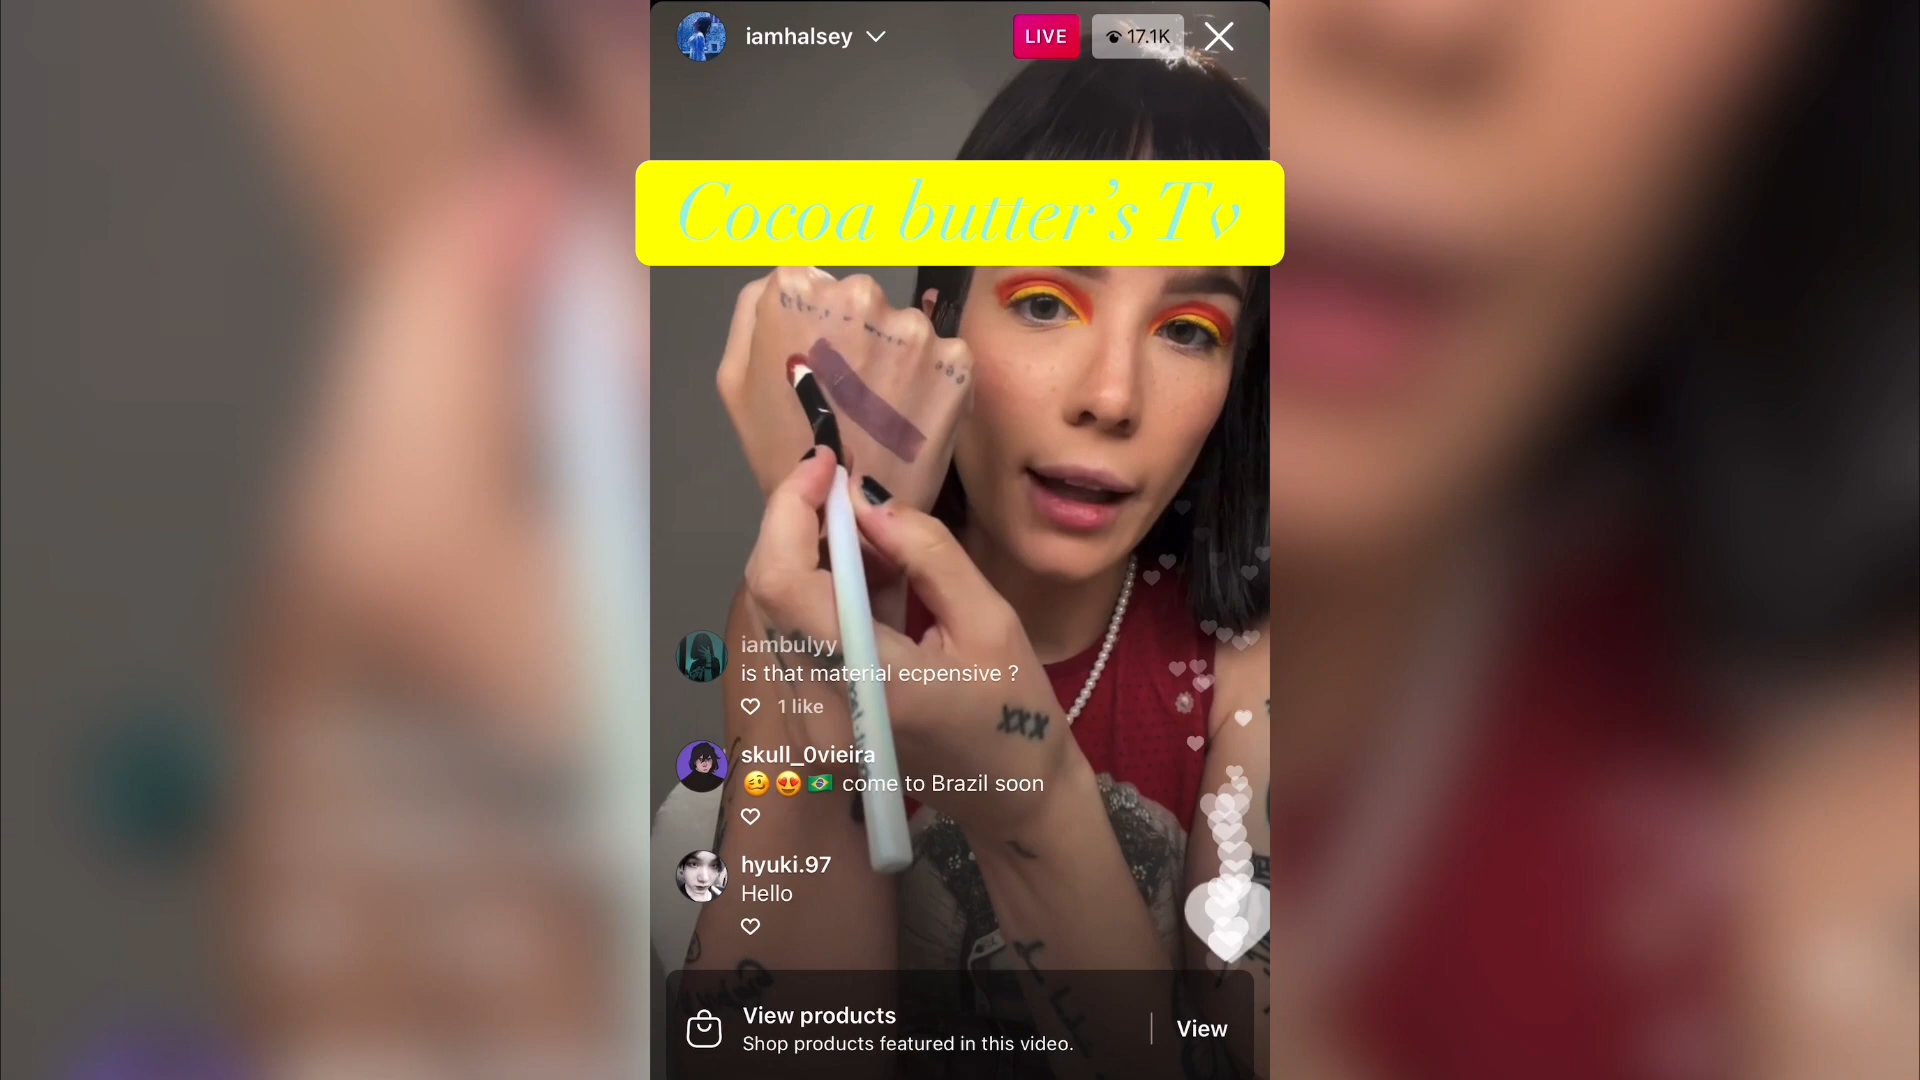 iamhalsey
LIVE
17.1K
Cocoa butter's Tv
iambulyy
is that material ecpensive ?
1 like
xxx
skull_0vieira
come to Brazil soon
hyuki.97
Hello
View products
Shop products featured in this video.
View